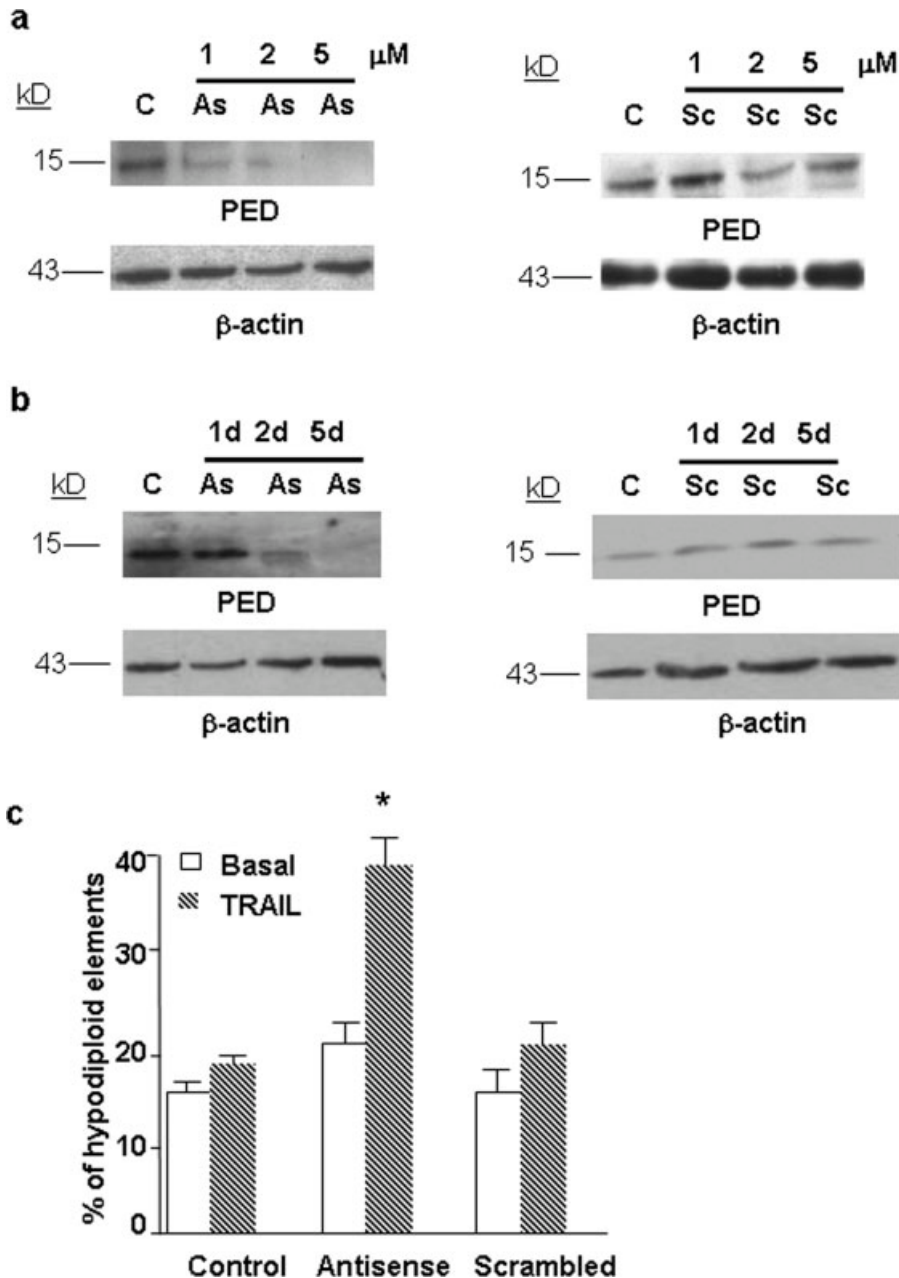 a
1 2 5 μM
kD
C As As As
15
PED
43
β-actin
1 2 5 μM
kD
C Sc Sc Sc
15
PED
43
β-actin
b
1d 2d 5d
kD
C As As As
15
PED
43
β-actin
1d 2d 5d
kD
C Sc Sc Sc
15
PED
43
β-actin
c
*
% of hypodiploid elements
40
30
20
10
0
Basal
TRAIL
Control Antisense Scrambled